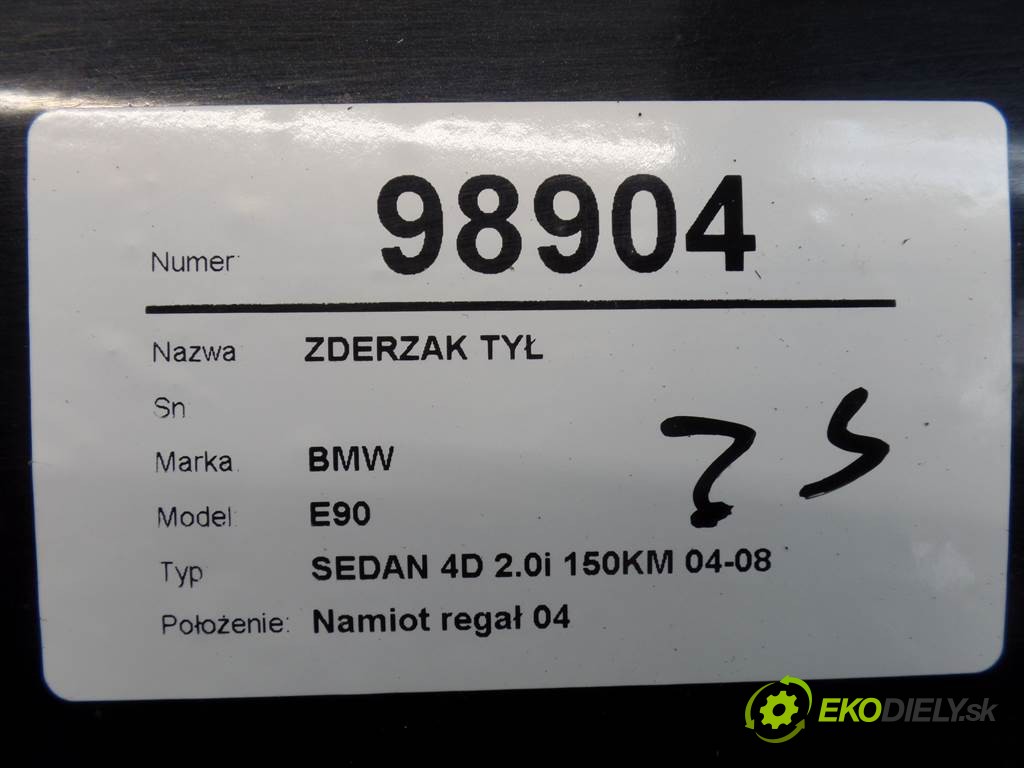 Numer 98904
Nazwa ZDERZAK TYŁ
Sn
Marka BMW
Model E90
Typ SEDAN 4D 2.0i 150KM 04-08
Położenie: Namiot regał 04
EKODIELY.sk